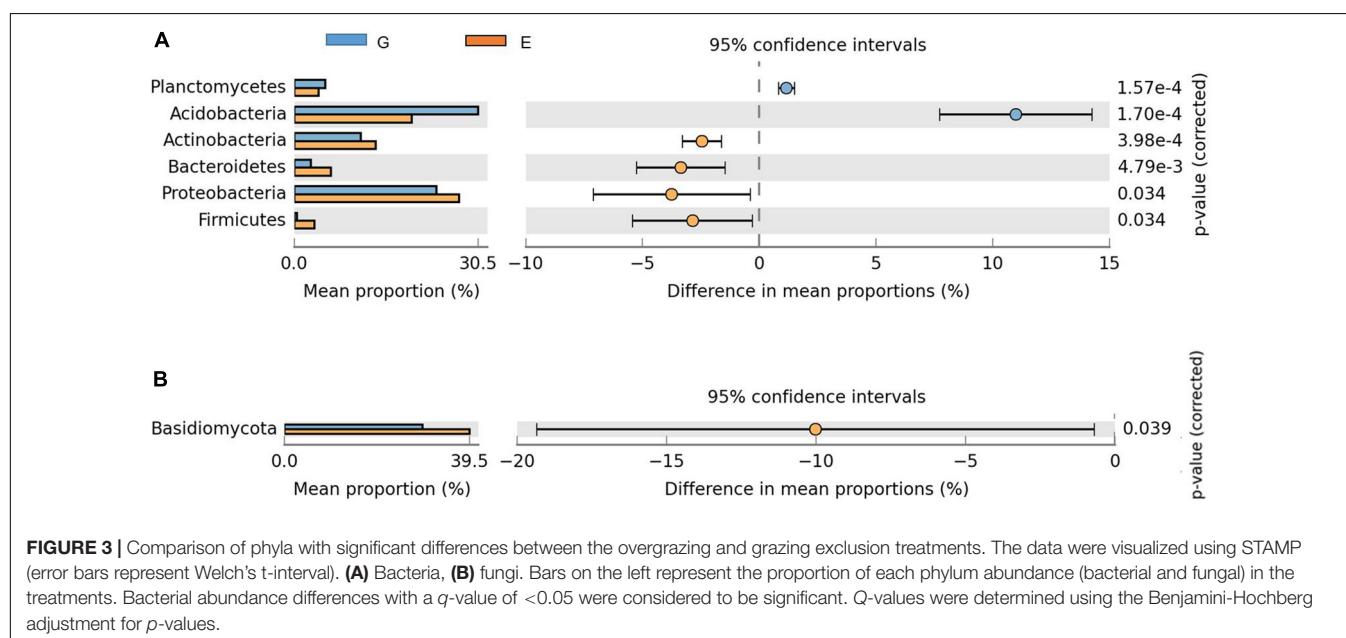 A
G
E
95% confidence intervals
Planctomycetes
1.57e-4
Acidobacteria
1.70e-4
Actinobacteria
3.98e-4
Bacteroidetes
4.79e-3
Proteobacteria
0.034
Firmicutes
0.034
p-value (corrected)
0.0 30.5
−10 −5 0 5 10 15
Mean proportion (%)
Difference in mean proportions (%)
B
95% confidence intervals
Basidiomycota
0.039
p-value (corrected)
0.0 39.5
−20 −15 −10 −5 0
Mean proportion (%)
Difference in mean proportions (%)
FIGURE 3 | Comparison of phyla with significant differences between the overgrazing and grazing exclusion treatments. The data were visualized using STAMP
(error bars represent Welch's t-interval). (A) Bacteria, (B) fungi. Bars on the left represent the proportion of each phylum abundance (bacterial and fungal) in the
treatments. Bacterial abundance differences with a q-value of <0.05 were considered to be significant. Q-values were determined using the Benjamini-Hochberg
adjustment for p-values.